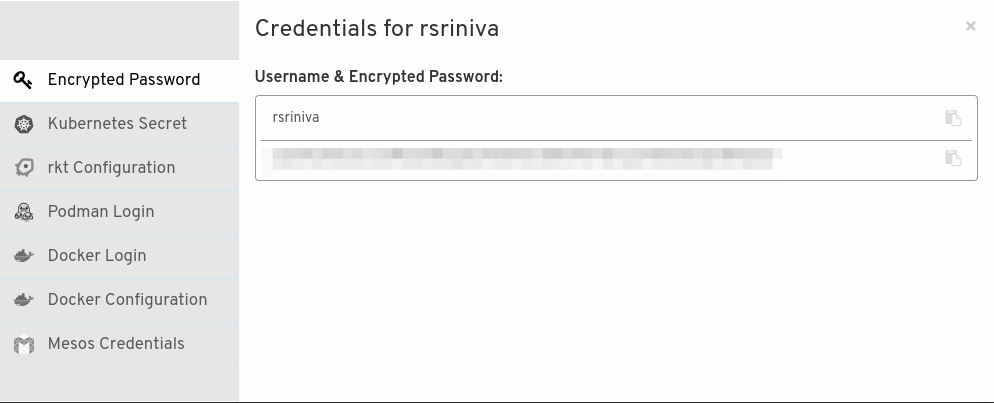 Credentials for rsriniva
×
Encrypted Password
Kubernetes Secret
rkt Configuration
Podman Login
Docker Login
Docker Configuration
Mesos Credentials
Username & Encrypted Password:
rsriniva